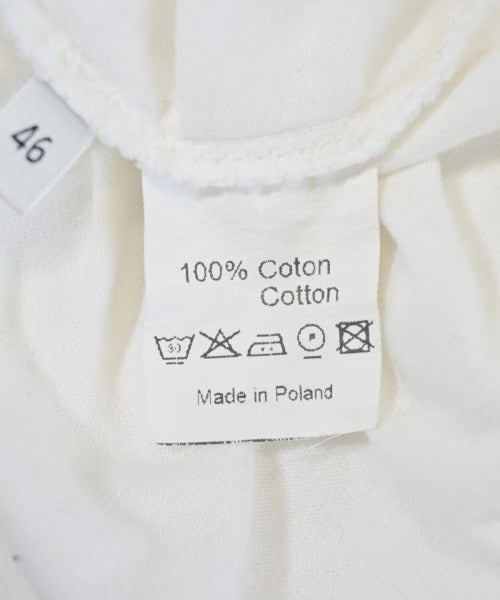 46
100% Coton
Cotton
30
P
Made in Poland